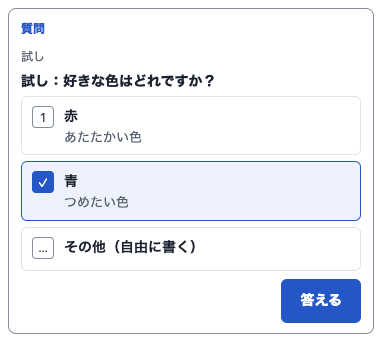 質問
試し
試し：好きな色はどれですか？
1 赤
あたたかい色
✓ 青
つめたい色
... その他（自由に書く）
答える